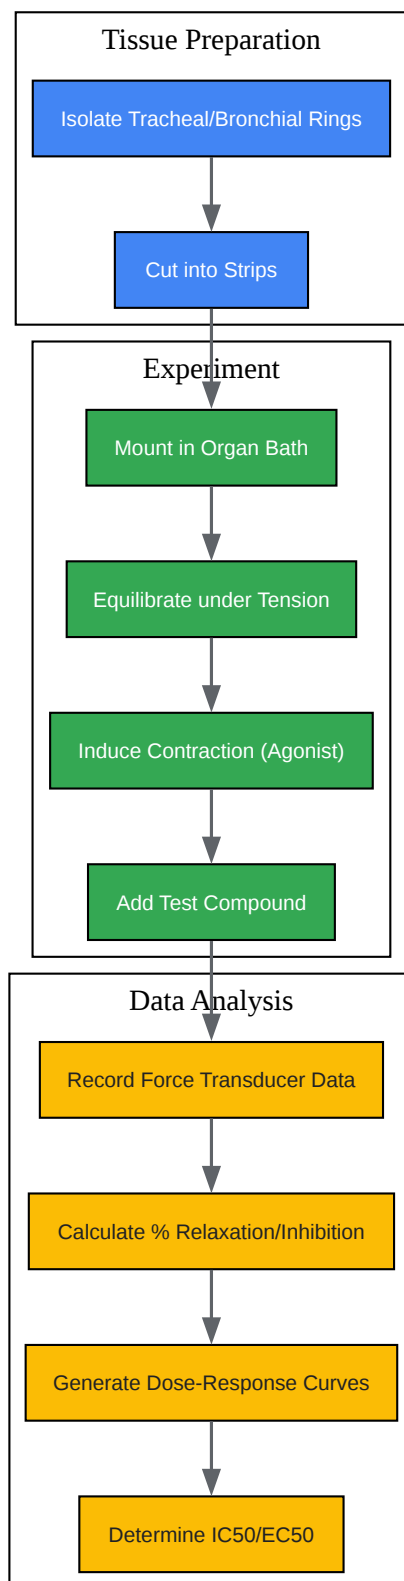 Tissue Preparation
Isolate Tracheal/Bronchial Rings
Cut into Strips
Experiment
Mount in Organ Bath
Equilibrate under Tension
Induce Contraction (Agonist)
Add Test Compound
Data Analysis
Record Force Transducer Data
Calculate % Relaxation/Inhibition
Generate Dose-Response Curves
Determine IC50/EC50